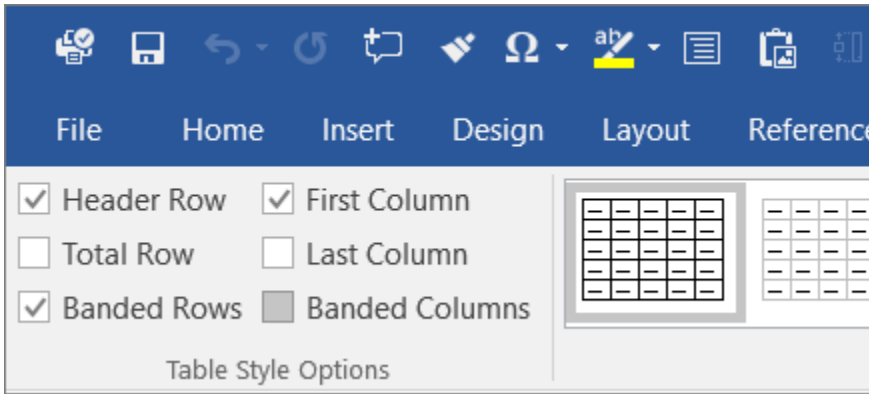 File Home Insert Design Layout Reference
Header Row First Column
Total Row Last Column
Banded Rows Banded Columns
Table Style Options